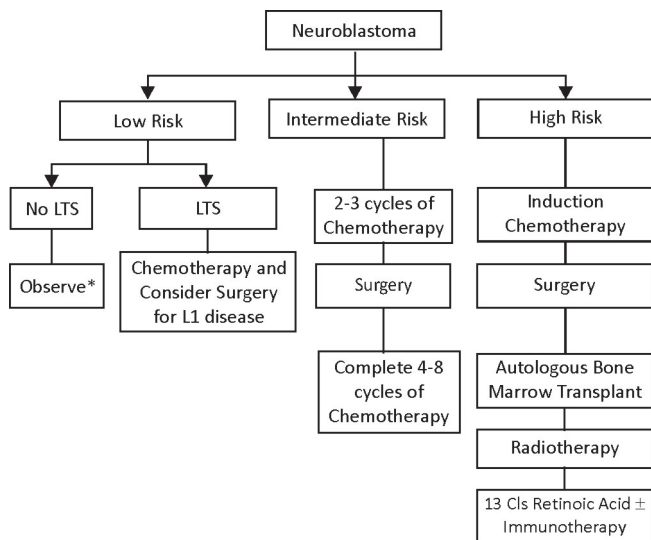 Neuroblastoma
Low Risk
Intermediate Risk
High Risk
No LTS
LTS
2-3 cycles of
Chemotherapy
Induction
Chemotherapy
Observe*
Chemotherapy and
Consider Surgery
for L1 disease
Surgery
Surgery
Complete 4-8
cycles of
Chemotherapy
Autologous Bone
Marrow Transplant
Radiotherapy
13 Cls Retinoic Acid ±
Immunotherapy